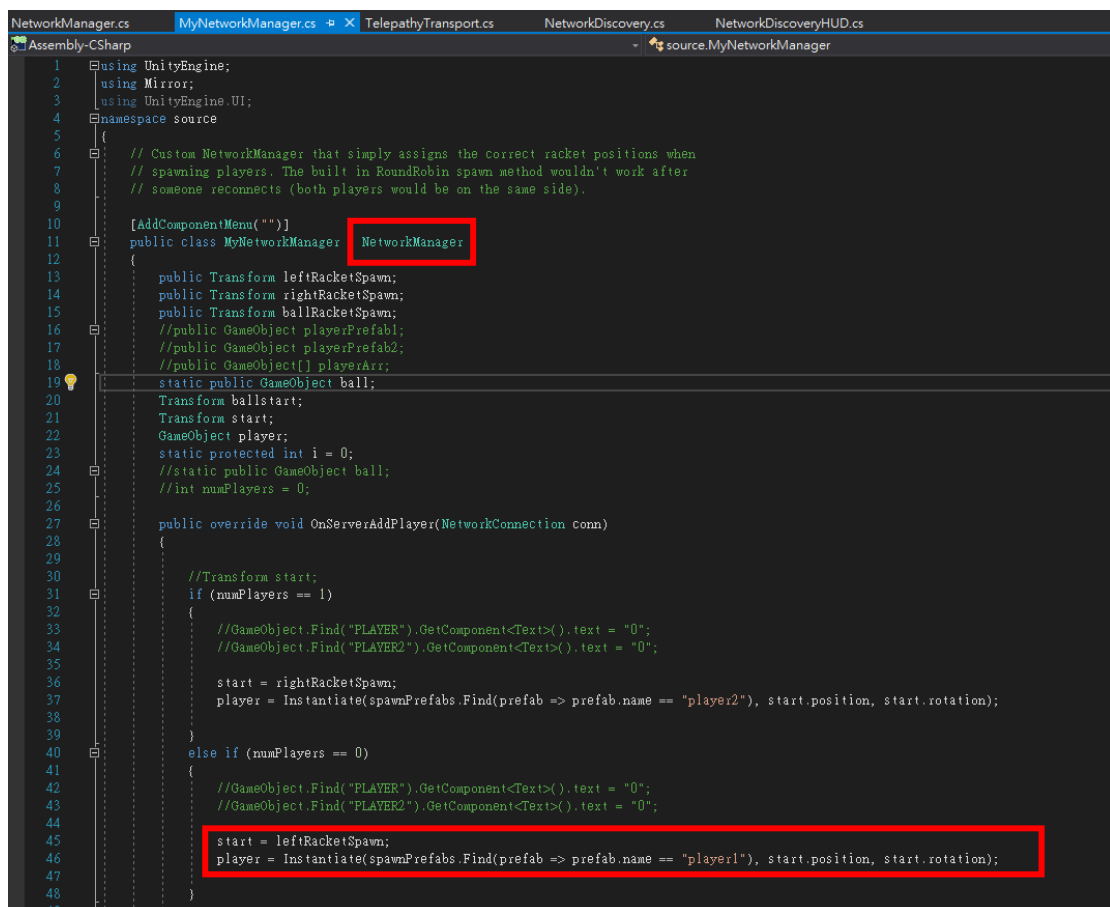 NetworkManager.cs MyNetworkManager.cs TelepathyTransport.cs NetworkDiscovery.cs NetworkDiscoveryHUD.cs
Assembly-CSharp source.MyNetworkManager
1 using UnityEngine;
2 using Mirror;
3 using UnityEngine.UI;
4 namespace source
5 {
6 // Custom NetworkManager that simply assigns the correct racket positions when
7 // spawning players. The built in RoundRobin spawn method wouldn't work after
8 // someone reconnects (both players would be on the same side).
9
10 [AddComponentMenu("")]
11 public class MyNetworkManager NetworkManager
12 {
13 public Transform leftRacketSpawn;
14 public Transform rightRacketSpawn;
15 public Transform ballRacketSpawn;
16 //public GameObject playerPrefab1;
17 //public GameObject playerPrefab2;
18 //public GameObject[] playerArr;
19 static public GameObject ball;
20 Transform ballstart;
21 Transform start;
22 GameObject player;
23 static protected int i = 0;
24 //static public GameObject ball;
25 //int numPlayers = 0;
26
27 public override void OnServerAddPlayer(NetworkConnection conn)
28 {
29
30 //Transform start;
31 if (numPlayers == 1)
32 {
33 //GameObject.Find("PLAYER").GetComponent<Text>().text = "0";
34 //GameObject.Find("PLAYER2").GetComponent<Text>().text = "0";
35
36 start = rightRacketSpawn;
37 player = Instantiate(spawnPrefabs.Find(prefab => prefab.name == "player2"), start.position, start.rotation);
38
39 }
40 else if (numPlayers == 0)
41 {
42 //GameObject.Find("PLAYER").GetComponent<Text>().text = "0";
43 //GameObject.Find("PLAYER2").GetComponent<Text>().text = "0";
44
45 start = leftRacketSpawn;
46 player = Instantiate(spawnPrefabs.Find(prefab => prefab.name == "player1"), start.position, start.rotation);
47
48 }